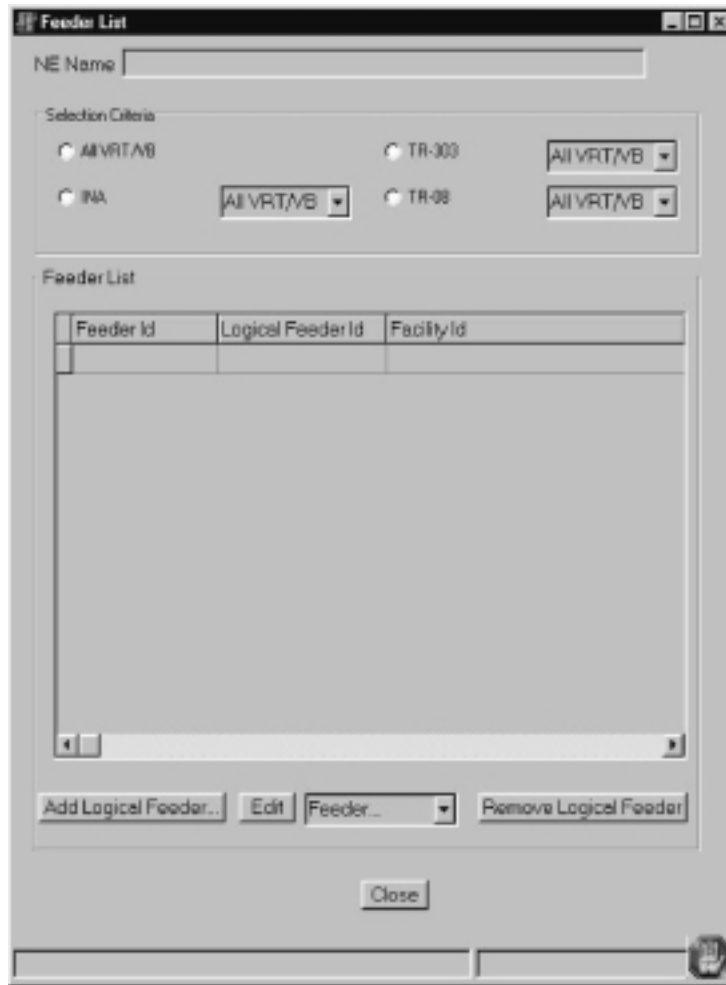 Feeder List
NE Name
Selection Criteria
All VRT/VB
TR-303
All VRT/VB
INA
All VRT/VB
TR-08
All VRT/VB
Feeder List
Feeder Id
Logical Feeder Id
Facility Id
Add Logical Feeder...
Edit
Feeder...
Remove Logical Feeder
Close